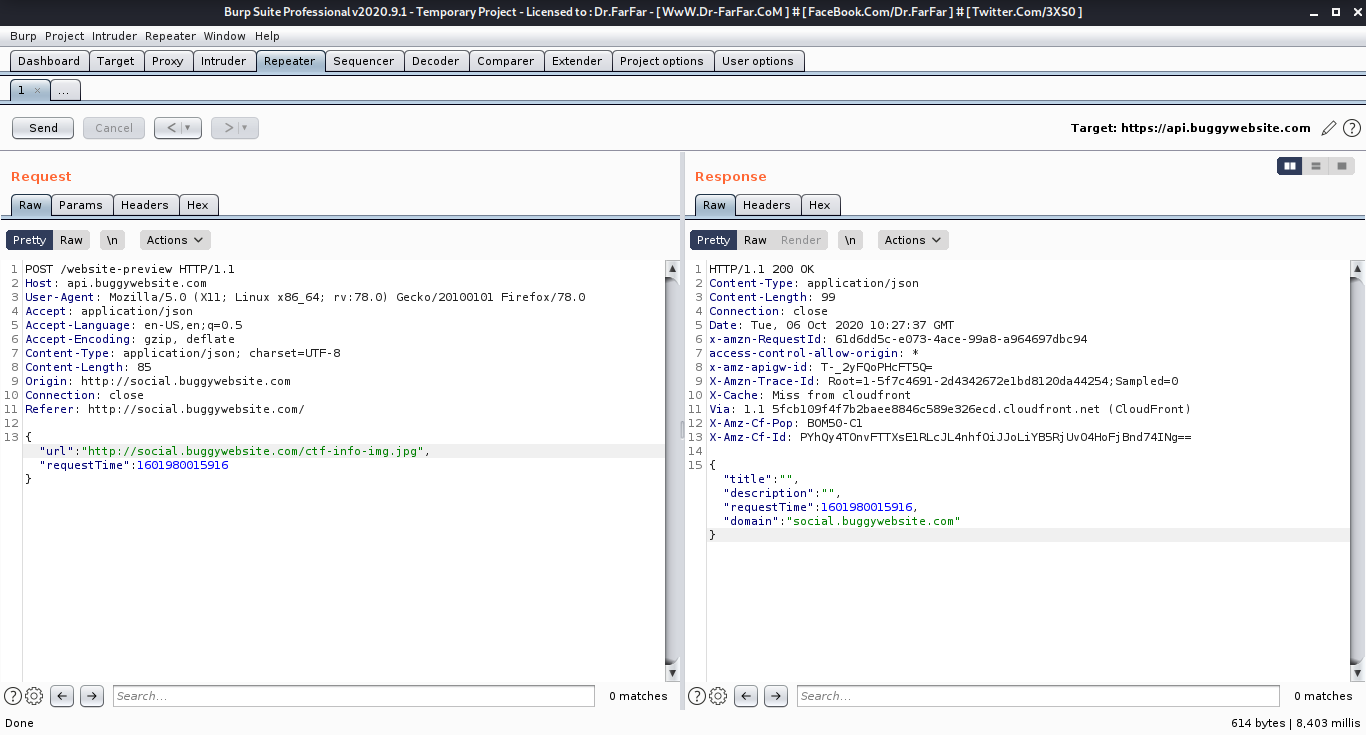 Burp Suite Professional v2020.9.1 - Temporary Project - Licensed to : Dr.FarFar - [ WwW.Dr-FarFar.CoM ] # [ FaceBook.Com/Dr.FarFar ] # [ Twitter.Com/3XS0 ]
Burp Project Intruder Repeater Window Help
Dashboard Target Proxy Intruder Repeater Sequencer Decoder Comparer Extender Project options User options
1 × ...
Send Cancel < > Target: https://api.buggywebsite.com
Request
Raw Params Headers Hex
Pretty Raw \n Actions
1 POST /website-preview HTTP/1.1
2 Host: api.buggywebsite.com
3 User-Agent: Mozilla/5.0 (X11; Linux x86_64; rv:78.0) Gecko/20100101 Firefox/78.0
4 Accept: application/json
5 Accept-Language: en-US,en;q=0.5
6 Accept-Encoding: gzip, deflate
7 Content-Type: application/json; charset=UTF-8
8 Content-Length: 85
9 Origin: http://social.buggywebsite.com
10 Connection: close
11 Referer: http://social.buggywebsite.com/
12
13 {
"url":"http://social.buggywebsite.com/ctf-info-img.jpg",
"requestTime":1601980015916
}
Search... 0 matches
Response
Raw Headers Hex
Pretty Raw Render \n Actions
1 HTTP/1.1 200 OK
2 Content-Type: application/json
3 Content-Length: 99
4 Connection: close
5 Date: Tue, 06 Oct 2020 10:27:37 GMT
6 x-amzn-RequestId: 61d6dd5c-e073-4ace-99a8-a964697dbc94
7 access-control-allow-origin: *
8 x-amz-apigw-id: T-_2yFQoPHcFT5Q=
9 X-Amzn-Trace-Id: Root=1-5f7c4691-2d4342672e1bd8120da44254;Sampled=0
10 X-Cache: Miss from cloudfront
11 Via: 1.1 5fcb109f4f7b2baee8846c589e326ecd.cloudfront.net (CloudFront)
12 X-Amz-Cf-Pop: BOM50-C1
13 X-Amz-Cf-Id: PYhQy4TOnvFTTXsE1RLcJL4nhfOiJJoLiYB5RjUvO4HoFjBnd74INg==
14
15 {
"title":"",
"description":"",
"requestTime":1601980015916,
"domain":"social.buggywebsite.com"
}
Search... 0 matches
Done 614 bytes | 8,403 millis